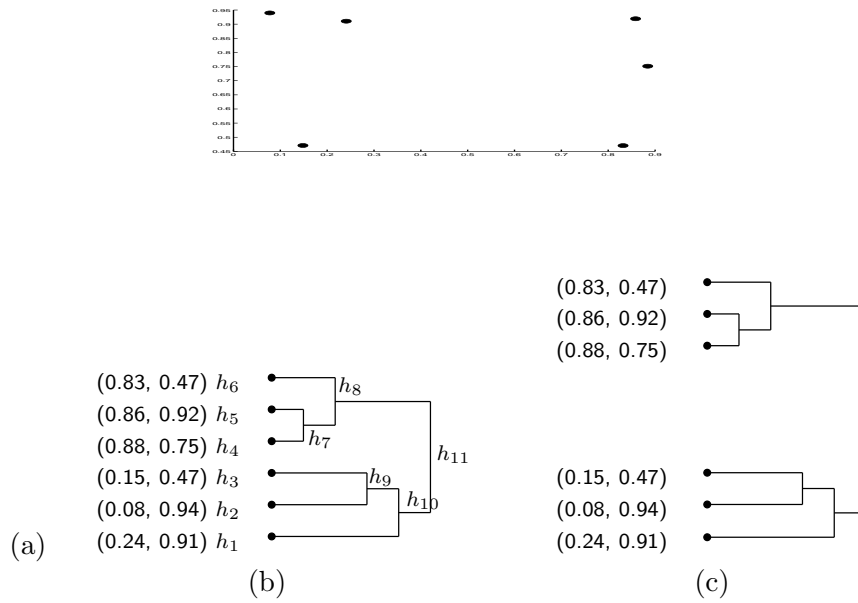 0.95
0.9
0.85
0.8
0.75
0.7
0.65
0.6
0.55
0.5
0.45
0 0.1 0.2 0.3 0.4 0.5 0.6 0.7 0.8 0.9
(0.83, 0.47) h6
(0.86, 0.92) h5
(0.88, 0.75) h4
(0.15, 0.47) h3
(0.08, 0.94) h2
(0.24, 0.91) h1
h8
h7
h11
h9
h10
(0.83, 0.47)
(0.86, 0.92)
(0.88, 0.75)
(0.15, 0.47)
(0.08, 0.94)
(0.24, 0.91)
(a)
(b)
(c)